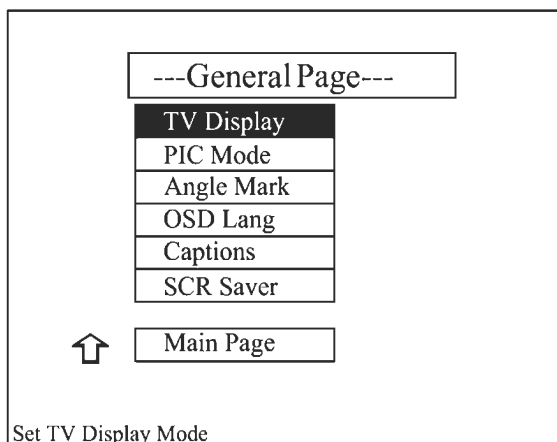 ---General Page---
TV Display
PIC Mode
Angle Mark
OSD Lang
Captions
SCR Saver
Main Page
Set TV Display Mode